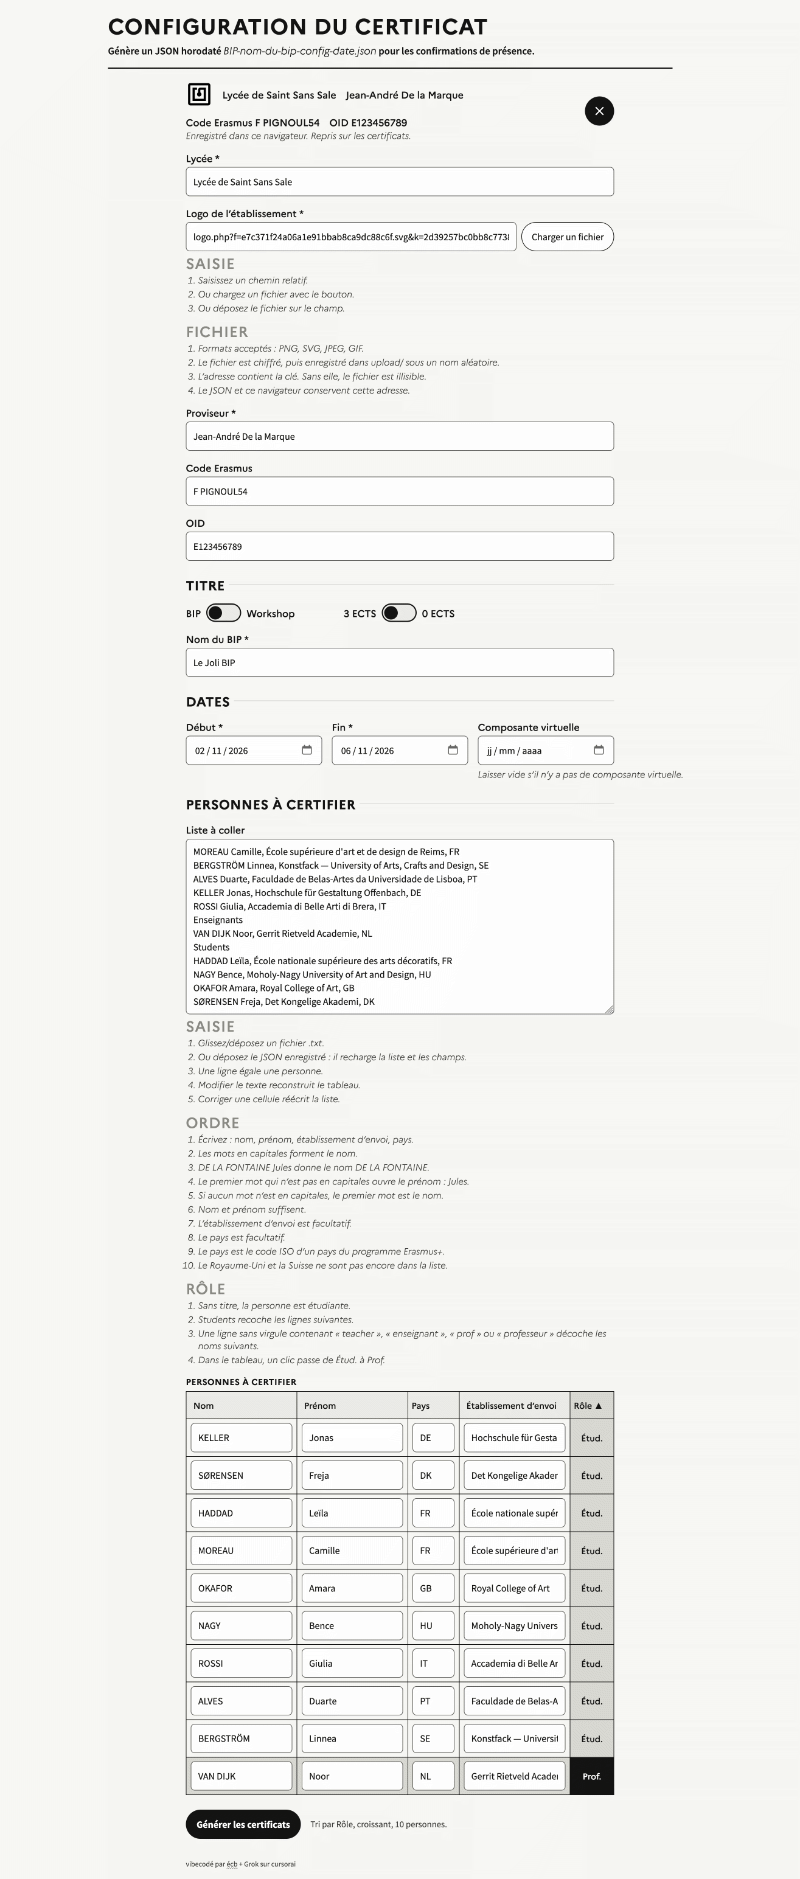 CONFIGURATION DU CERTIFICAT
Génère un JSON horodaté BIP-nom-du-bip-config-date.json pour les confirmations de présence.
Lycée de Saint Sans Sale Jean-André De la Marque
Code Erasmus F PIGNOUL54 OID E123456789
Enregistré dans ce navigateur. Repris sur les certificats.
Lycée *
Lycée de Saint Sans Sale
Logo de l'établissement *
logo.php?f=e7c371f24a06a1e91bbab8ca9dc88c6f.svg&k=2d39257bc0bb8c773
Charger un fichier
SAISIE
1. Saisissez un chemin relatif.
2. Ou chargez un fichier avec le bouton.
3. Ou déposez le fichier sur le champ.
FICHIER
1. Formats acceptés : PNG, SVG, JPEG, GIF.
2. Le fichier est chiffré, puis enregistré dans upload/ sous un nom aléatoire.
3. L'adresse contient la clé. Sans elle, le fichier est illisible.
4. Le JSON et ce navigateur conservent cette adresse.
Proviseur *
Jean-André De la Marque
Code Erasmus
F PIGNOUL54
OID
E123456789
TITRE
BIP Workshop 3 ECTS 0 ECTS
Nom du BIP *
Le Joli BIP
DATES
Début * Fin * Composante virtuelle
02 / 11 / 2026 06 / 11 / 2026 jj / mm / aaaa
Laisser vide s'il n'y a pas de composante virtuelle.
PERSONNES À CERTIFIER
Liste à coller
MOREAU Camille, École supérieure d'art et de design de Reims, FR
BERGSTRÖM Linnea, Konstfack — University of Arts, Crafts and Design, SE
ALVES Duarte, Faculdade de Belas-Artes da Universidade de Lisboa, PT
KELLER Jonas, Hochschule für Gestaltung Offenbach, DE
ROSSI Giulia, Accademia di Belle Arti di Brera, IT
Enseignants
VAN DIJK Noor, Gerrit Rietveld Academie, NL
Students
HADDAD Leïla, École nationale supérieure des arts décoratifs, FR
NAGY Bence, Moholy-Nagy University of Art and Design, HU
OKAFOR Amara, Royal College of Art, GB
SØRENSEN Freja, Det Kongelige Akademi, DK
SAISIE
1. Glissez/déposez un fichier .txt.
2. Ou déposez le JSON enregistré : il recharge la liste et les champs.
3. Une ligne égale une personne.
4. Modifier le texte reconstruit le tableau.
5. Corriger une cellule réécrit la liste.
ORDRE
1. Écrivez : nom, prénom, établissement d'envoi, pays.
2. Les mots en capitales forment le nom.
3. DE LA FONTAINE Jules donne le nom DE LA FONTAINE.
4. Le premier mot qui n'est pas en capitales ouvre le prénom : Jules.
5. Si aucun mot n'est en capitales, le premier mot est le nom.
6. Nom et prénom suffisent.
7. L'établissement d'envoi est facultatif.
8. Le pays est facultatif.
9. Le pays est le code ISO d'un pays du programme Erasmus+.
10. Le Royaume-Uni et la Suisse ne sont pas encore dans la liste.
RÔLE
1. Sans titre, la personne est étudiante.
2. Students recoche les lignes suivantes.
3. Une ligne sans virgule contenant « teacher », « enseignant », « prof » ou « professeur » décoche les
noms suivants.
4. Dans le tableau, un clic passe de Étud. à Prof.
PERSONNES À CERTIFIER
Nom Prénom Pays Établissement d'envoi Rôle ▲
KELLER Jonas DE Hochschule für Gesta Étud.
SØRENSEN Freja DK Det Kongelige Akader Étud.
HADDAD Leïla FR École nationale supér Étud.
MOREAU Camille FR École supérieure d'art Étud.
OKAFOR Amara GB Royal College of Art Étud.
NAGY Bence HU Moholy-Nagy Univers Étud.
ROSSI Giulia IT Accademia di Belle Ar Étud.
ALVES Duarte PT Faculdade de Belas-A Étud.
BERGSTRÖM Linnea SE Konstfack — Universit Étud.
VAN DIJK Noor NL Gerrit Rietveld Acader Prof.
Générer les certificats Tri par Rôle, croissant, 10 personnes.
vibecodé par écb + Grok sur cursorai